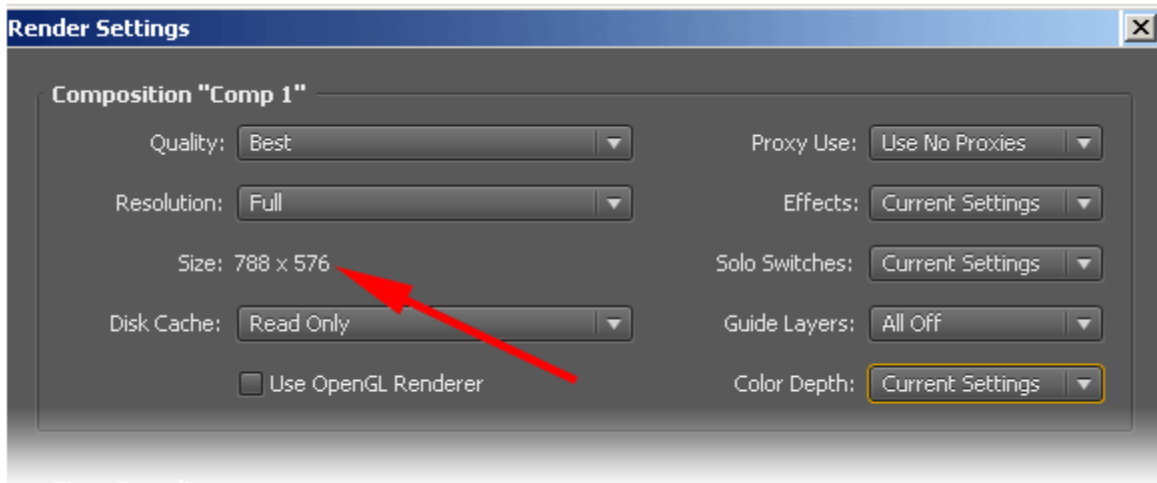 Render Settings
Composition "Comp 1"
Quality: Best Proxy Use: Use No Proxies
Resolution: Full Effects: Current Settings
Size: 788 x 576 Solo Switches: Current Settings
Disk Cache: Read Only Guide Layers: All Off
Use OpenGL Renderer Color Depth: Current Settings